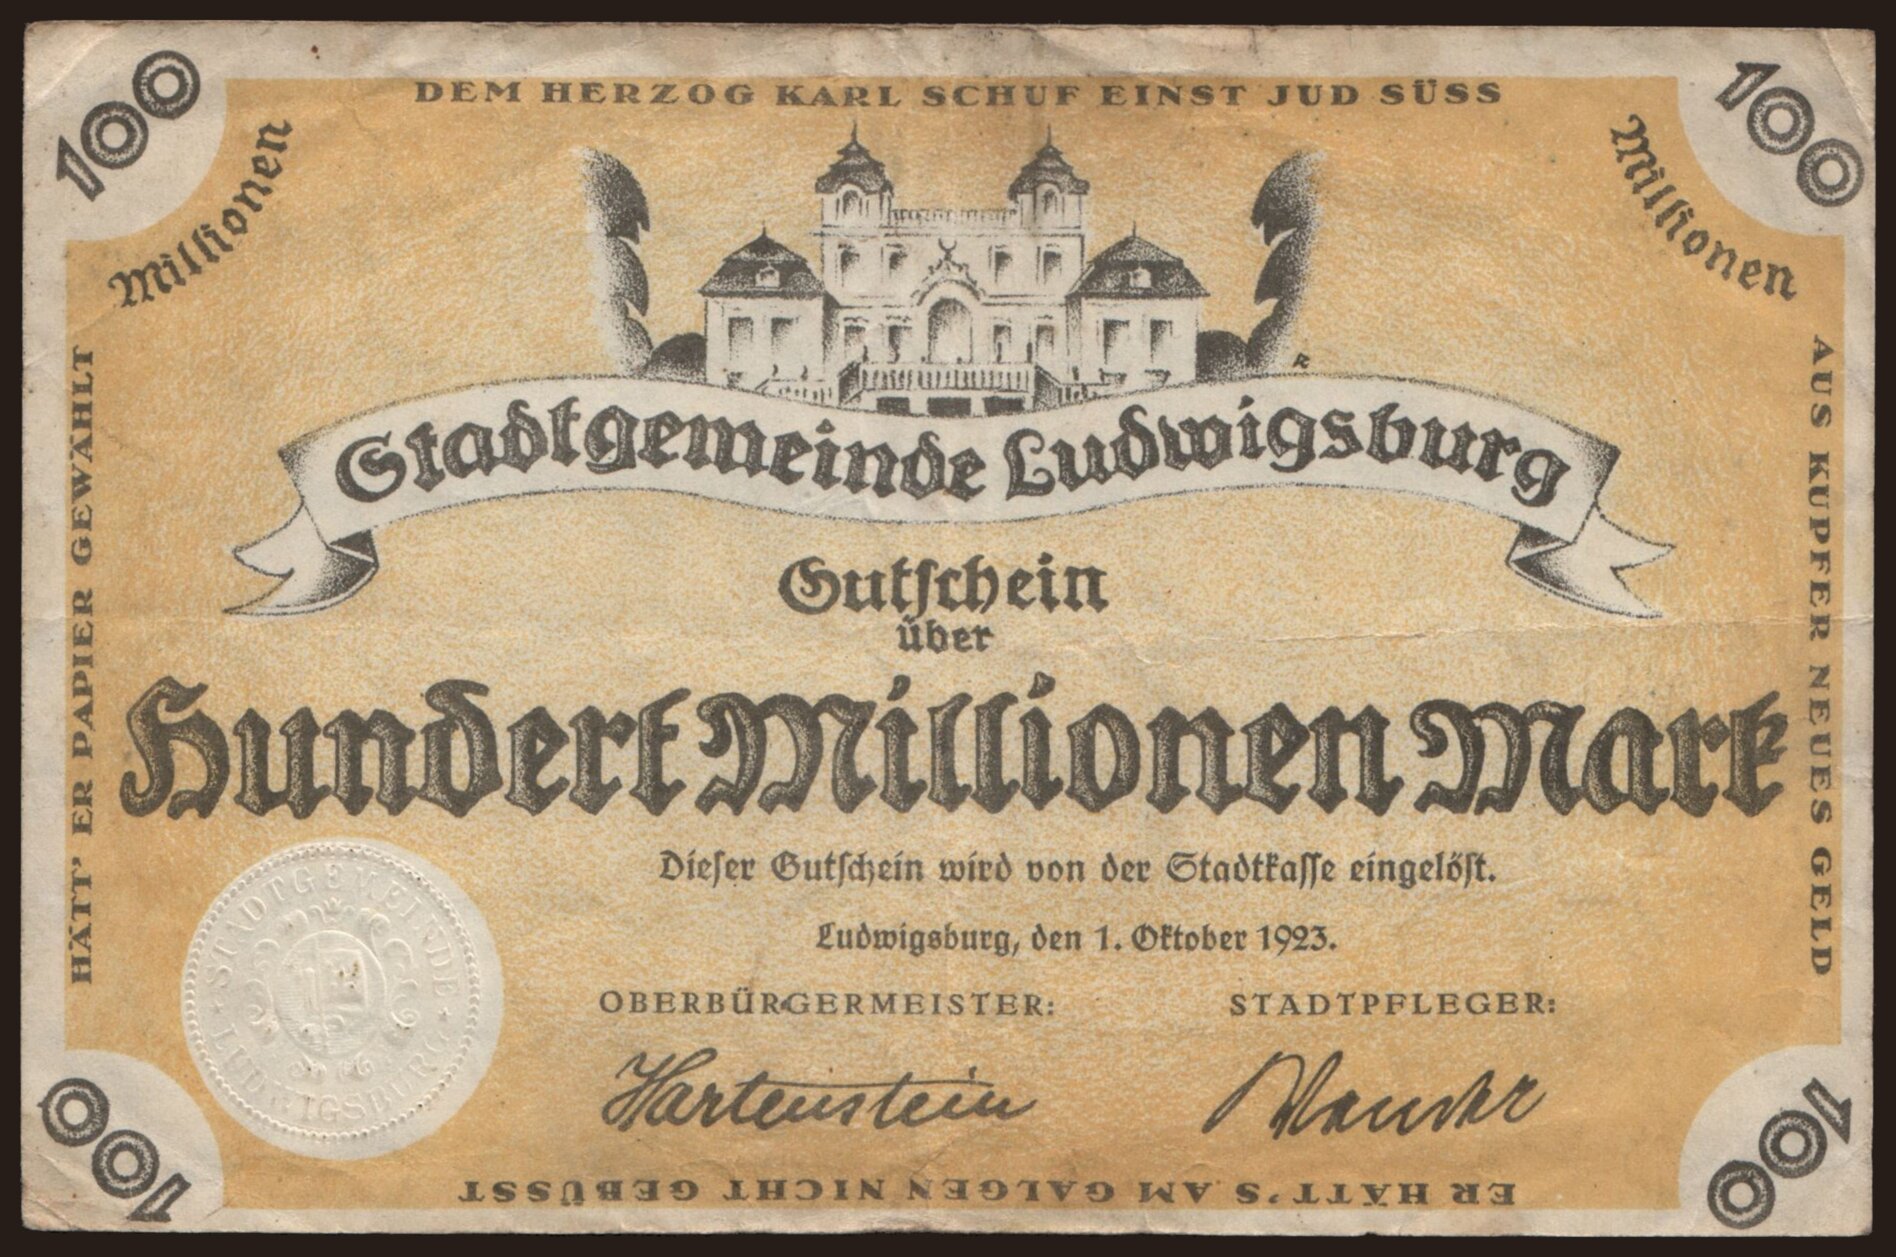 100
Millionen
DEM HERZOG KARL SCHUF EINST JUD SÜSS
100
Millionen
AUS KUPFER NEUES GELD
HÄTT' ER PAPIER GEWÄHLT
ER HÄTT'S AM GALGEN NICHT GEBÜSST
Stadtgemeinde Ludwigsburg
Gutschein
über
Hundert Millionen Mark
Dieser Gutschein wird von der Stadtkasse eingelöst.
Ludwigsburg, den 1. Oktober 1923.
OBERBÜRGERMEISTER: STADTPFLEGER:
Hartenstein
STADTGEMEINDE LUDWIGSBURG
100
100